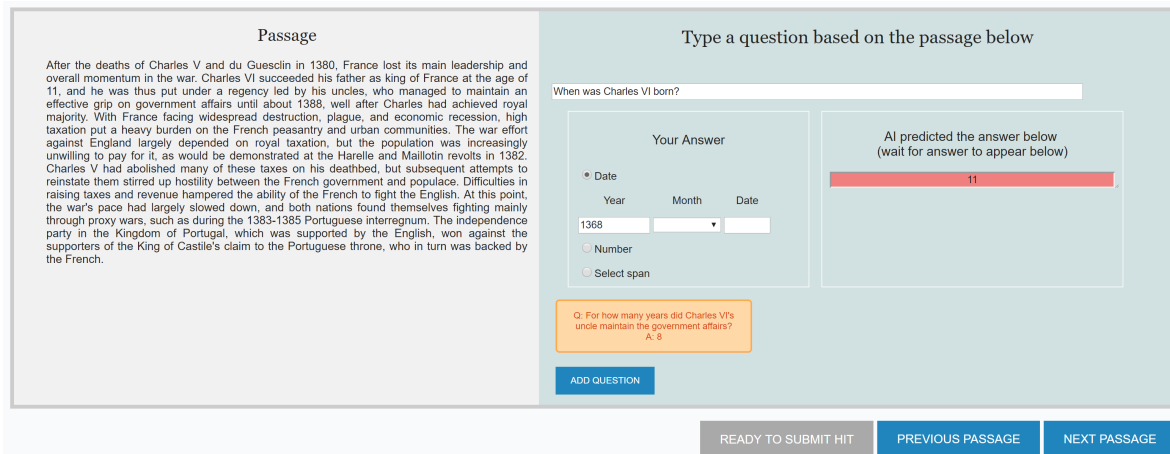 Passage
After the deaths of Charles V and du Guesclin in 1380, France lost its main leadership and
overall momentum in the war. Charles VI succeeded his father as king of France at the age of
11, and he was thus put under a regency led by his uncles, who managed to maintain an
effective grip on government affairs until about 1388, well after Charles had achieved royal
majority. With France facing widespread destruction, plague, and economic recession, high
taxation put a heavy burden on the French peasantry and urban communities. The war effort
against England largely depended on royal taxation, but the population was increasingly
unwilling to pay for it, as would be demonstrated at the Harelle and Maillotin revolts in 1382.
Charles V had abolished many of these taxes on his deathbed, but subsequent attempts to
reinstate them stirred up hostility between the French government and populace. Difficulties in
raising taxes and revenue hampered the ability of the French to fight the English. At this point,
the war's pace had largely slowed down, and both nations found themselves fighting mainly
through proxy wars, such as during the 1383-1385 Portuguese interregnum. The independence
party in the Kingdom of Portugal, which was supported by the English, won against the
supporters of the King of Castile's claim to the Portuguese throne, who in turn was backed by
the French.
Type a question based on the passage below
When was Charles VI born?
Your Answer
Date
Year Month Date
1368
Number
Select span
AI predicted the answer below
(wait for answer to appear below)
11
Q: For how many years did Charles VI's
uncle maintain the government affairs?
A: 8
ADD QUESTION
READY TO SUBMIT HIT
PREVIOUS PASSAGE
NEXT PASSAGE